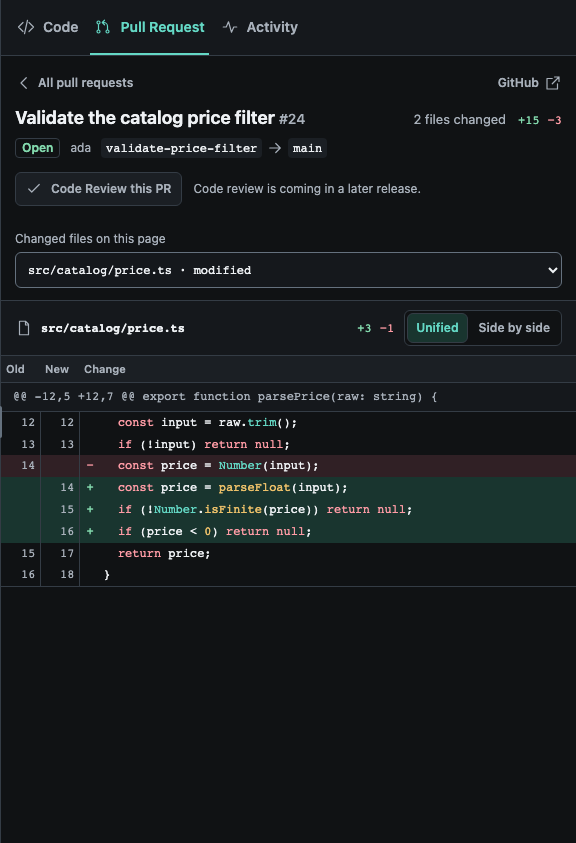 Code Pull Request Activity
All pull requests GitHub
Validate the catalog price filter #24 2 files changed +15 −3
Open ada validate-price-filter → main
Code Review this PR Code review is coming in a later release.
Changed files on this page
src/catalog/price.ts · modified
src/catalog/price.ts +3 −1 Unified Side by side
Old New Change
@@ -12,5 +12,7 @@ export function parsePrice(raw: string) {
12 12 const input = raw.trim();
13 13 if (!input) return null;
14 − const price = Number(input);
14 + const price = parseFloat(input);
15 + if (!Number.isFinite(price)) return null;
16 + if (price < 0) return null;
15 17 return price;
16 18 }